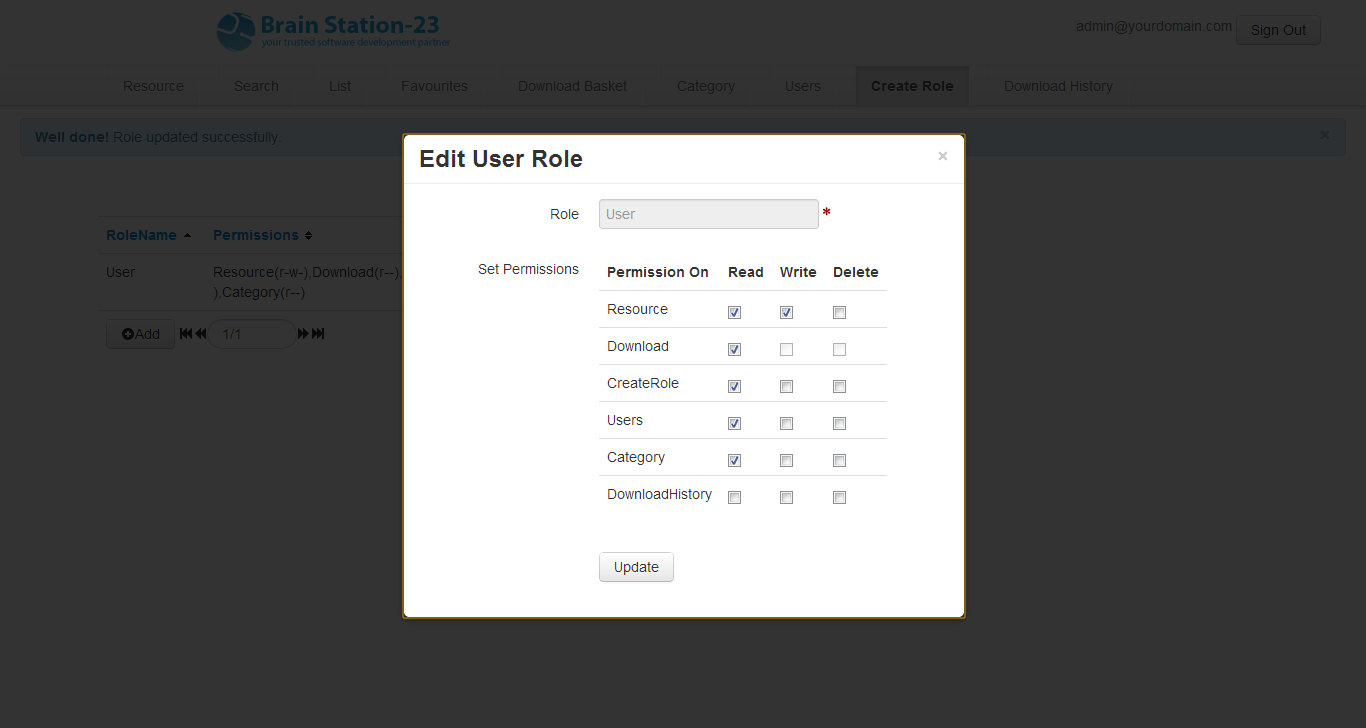 Brain Station-23
your trusted software development partner
admin@yourdomain.com Sign Out
Resource Search List Favourites Download Basket Category Users Create Role Download History
Well done! Role updated successfully ×
Edit User Role ×
Role User *
RoleName Permissions
User Resource(r-w-),Download(r--),
),Category(r--)
Add 1/1
Set Permissions Permission On Read Write Delete
Resource
Download
CreateRole
Users
Category
DownloadHistory
Update